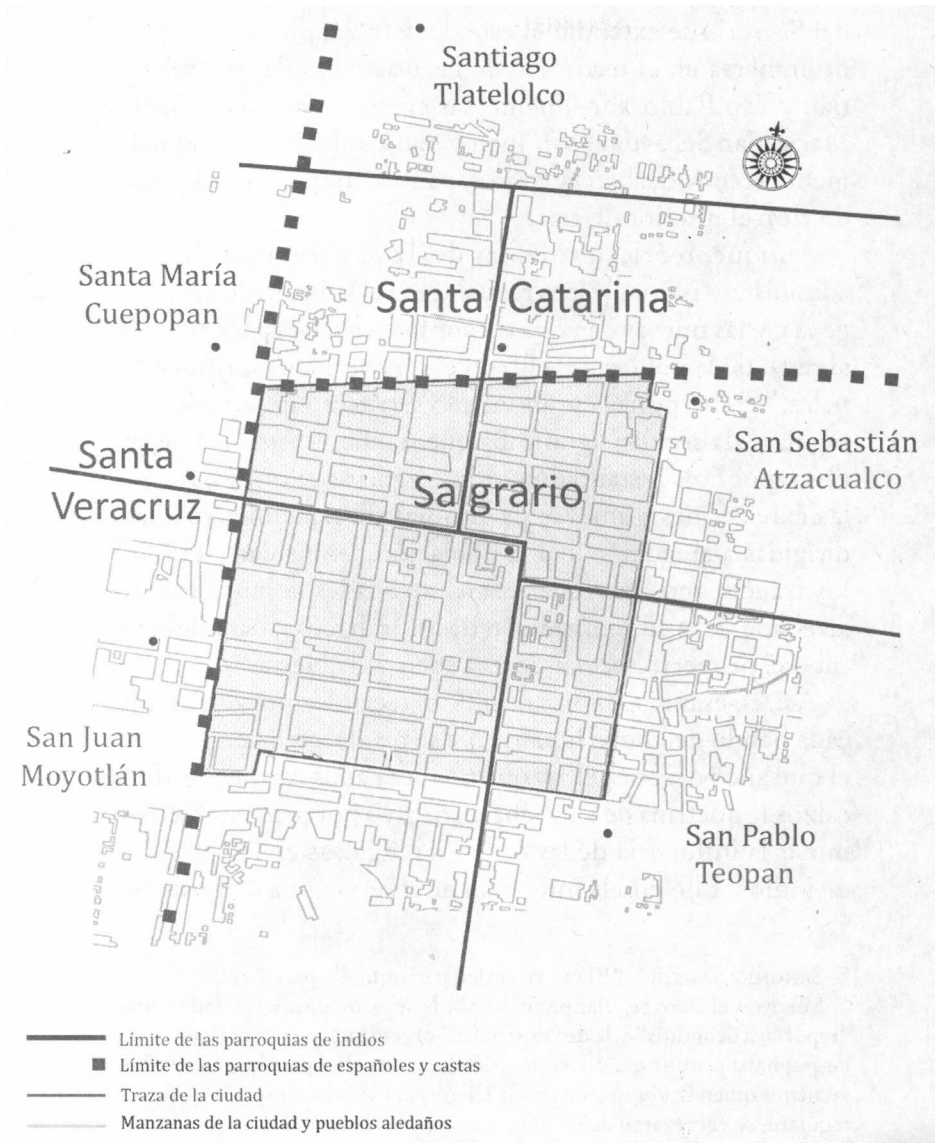 Santiago
Tlatelolco
Santa María
Cuepopan
Santa Catarina
San Sebastián
Atzacualco
Santa
Veracruz
Sagrario
San Juan
Moyotlán
San Pablo
Teopan
Límite de las parroquias de indios
Límite de las parroquias de españoles y castas
Traza de la ciudad
Manzanas de la ciudad y pueblos aledaños